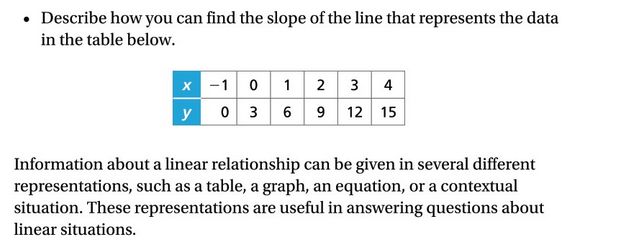 • Describe how you can find the slope of the line that represents the data
in the table below.
x −1 0 1 2 3 4
y 0 3 6 9 12 15
Information about a linear relationship can be given in several different
representations, such as a table, a graph, an equation, or a contextual
situation. These representations are useful in answering questions about
linear situations.